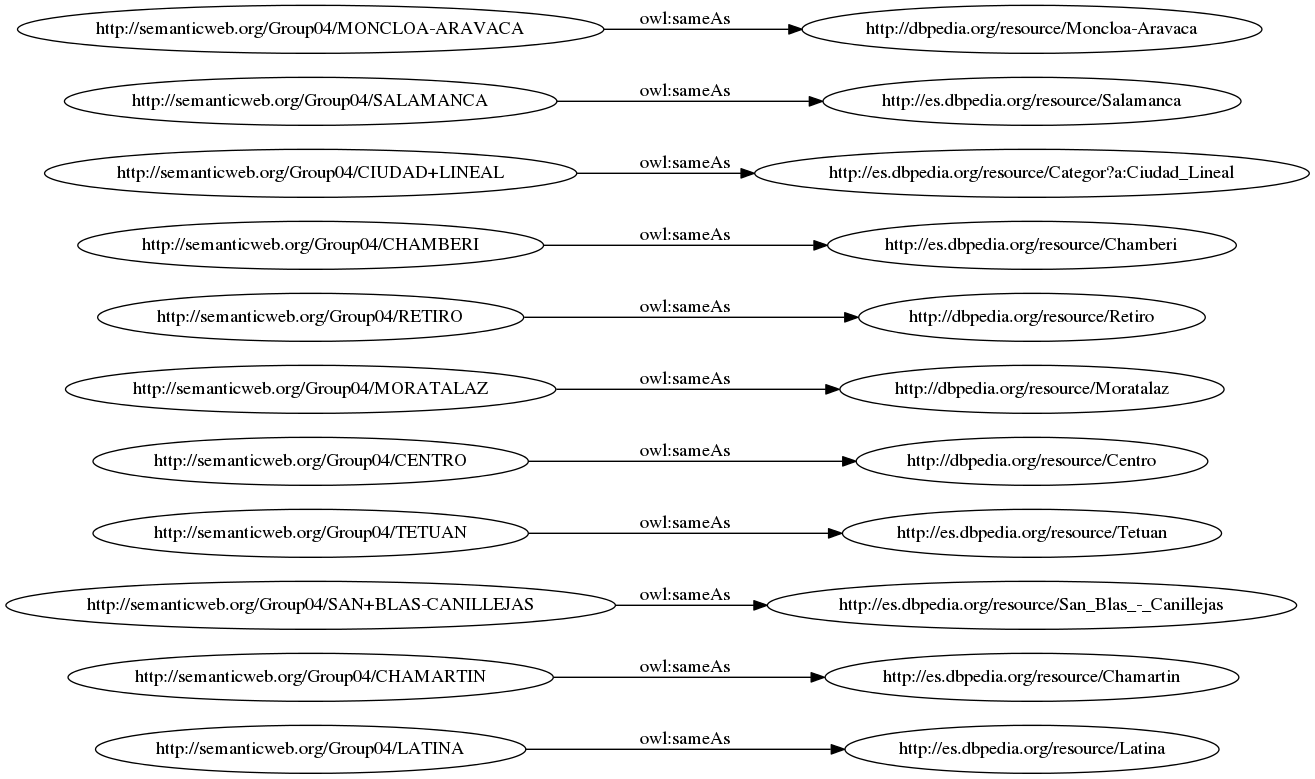 http://semanticweb.org/Group04/MONCLOA-ARAVACA owl:sameAs http://dbpedia.org/resource/Moncloa-Aravaca
http://semanticweb.org/Group04/SALAMANCA owl:sameAs http://es.dbpedia.org/resource/Salamanca
http://semanticweb.org/Group04/CIUDAD+LINEAL owl:sameAs http://es.dbpedia.org/resource/Categor?a:Ciudad_Lineal
http://semanticweb.org/Group04/CHAMBERI owl:sameAs http://es.dbpedia.org/resource/Chamberi
http://semanticweb.org/Group04/RETIRO owl:sameAs http://dbpedia.org/resource/Retiro
http://semanticweb.org/Group04/MORATALAZ owl:sameAs http://dbpedia.org/resource/Moratalaz
http://semanticweb.org/Group04/CENTRO owl:sameAs http://dbpedia.org/resource/Centro
http://semanticweb.org/Group04/TETUAN owl:sameAs http://es.dbpedia.org/resource/Tetuan
http://semanticweb.org/Group04/SAN+BLAS-CANILLEJAS owl:sameAs http://es.dbpedia.org/resource/San_Blas_-_Canillejas
http://semanticweb.org/Group04/CHAMARTIN owl:sameAs http://es.dbpedia.org/resource/Chamartin
http://semanticweb.org/Group04/LATINA owl:sameAs http://es.dbpedia.org/resource/Latina